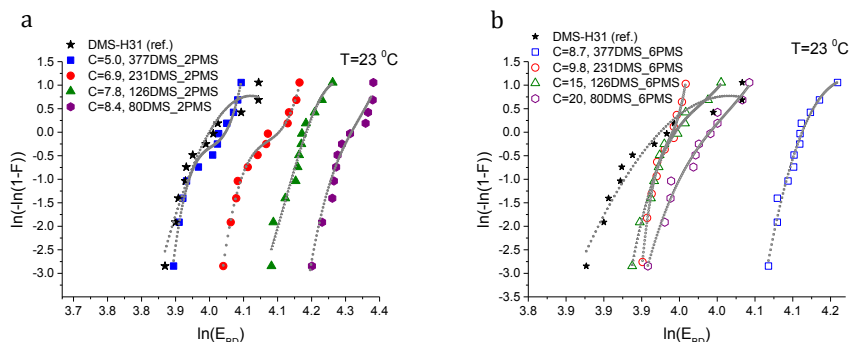 a
DMS-H31 (ref.)
C=5.0, 377DMS_2PMS
C=6.9, 231DMS_2PMS
C=7.8, 126DMS_2PMS
C=8.4, 80DMS_2PMS
T=23 ⁰C
1.5
1.0
0.5
0.0
-0.5
-1.0
-1.5
-2.0
-2.5
-3.0
ln(-ln(1-F))
3.7 3.8 3.9 4.0 4.1 4.2 4.3 4.4
ln(E_BD)
b
DMS-H31 (ref.)
C=8.7, 377DMS_6PMS
C=9.8, 231DMS_6PMS
C=15, 126DMS_6PMS
C=20, 80DMS_6PMS
T=23 ⁰C
1.5
1.0
0.5
0.0
-0.5
-1.0
-1.5
-2.0
-2.5
-3.0
3.5
ln(-ln(1-F))
3.8 3.9 4.0 4.1 4.2
ln(E_BD)